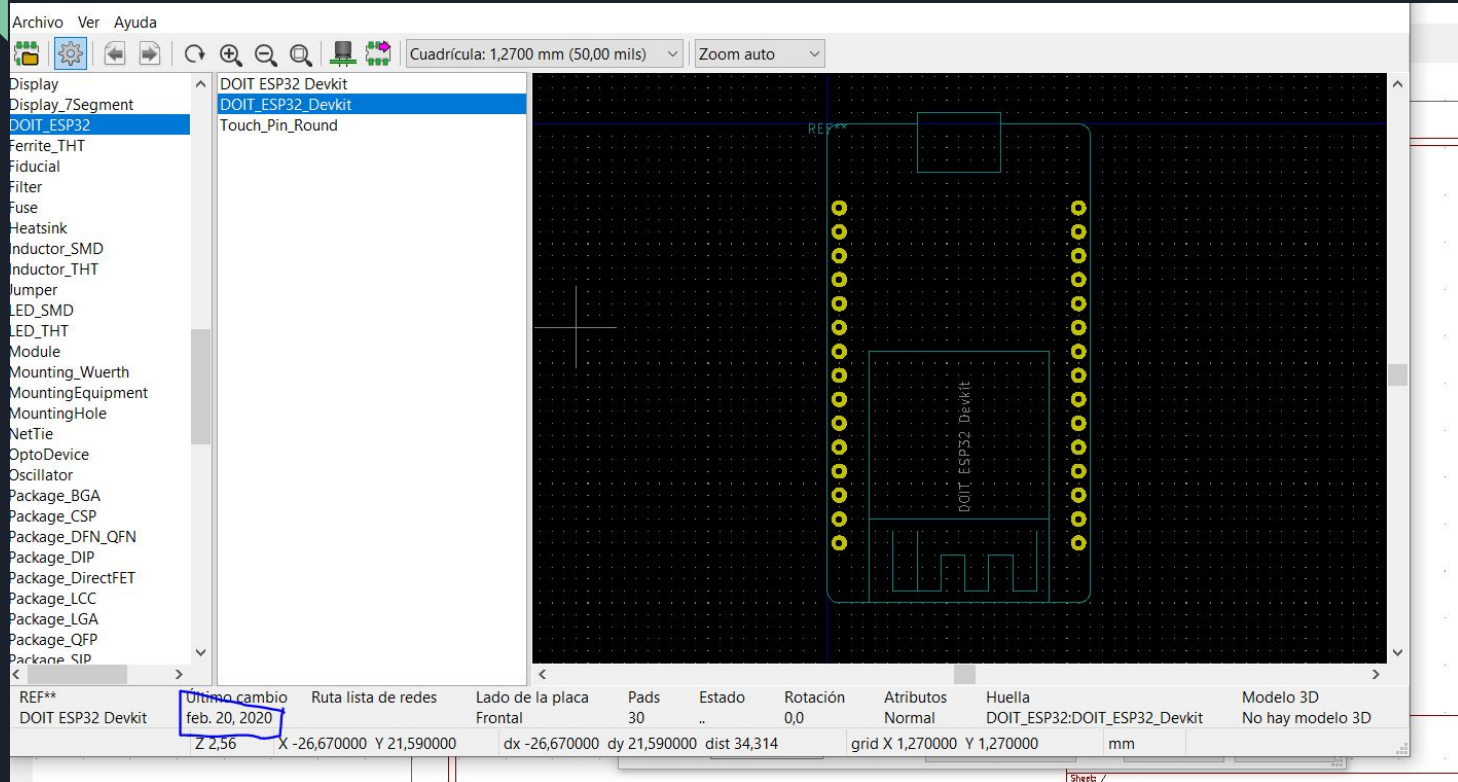 Archivo Ver Ayuda
Cuadrícula: 1,2700 mm (50,00 mils) Zoom auto
Display
Display_7Segment
DOIT_ESP32
Ferrite_THT
Fiducial
Filter
Fuse
Heatsink
Inductor_SMD
Inductor_THT
Jumper
LED_SMD
LED_THT
Module
Mounting_Wuerth
MountingEquipment
MountingHole
NetTie
OptoDevice
Oscillator
Package_BGA
Package_CSP
Package_DFN_QFN
Package_DIP
Package_DirectFET
Package_LCC
Package_LGA
Package_QFP
Package_SIP
DOIT ESP32 Devkit
DOIT_ESP32_Devkit
Touch_Pin_Round
REF**
DOIT ESP32 Devkit
REF** Último cambio Ruta lista de redes Lado de la placa Pads Estado Rotación Atributos Huella Modelo 3D
DOIT ESP32 Devkit feb. 20, 2020 Frontal 30 .. 0,0 Normal DOIT_ESP32:DOIT_ESP32_Devkit No hay modelo 3D
Z 2,56 X -26,670000 Y 21,590000 dx -26,670000 dy 21,590000 dist 34,314 grid X 1,270000 Y 1,270000 mm
Sheet: /